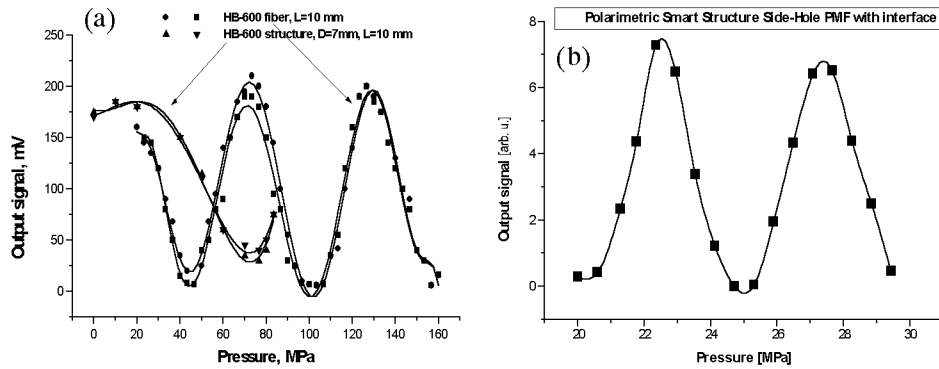 (a)
HB-600 fiber, L=10 mm
HB-600 structure, D=7mm, L=10 mm
Output signal, mV
250
200
150
100
50
0
0 20 40 60 80 100 120 140 160
Pressure, MPa
Polarimetric Smart Structure Side-Hole PMF with interface
(b)
Output signal [arb. u.]
8
6
4
2
0
20 22 24 26 28 30
Pressure [MPa]